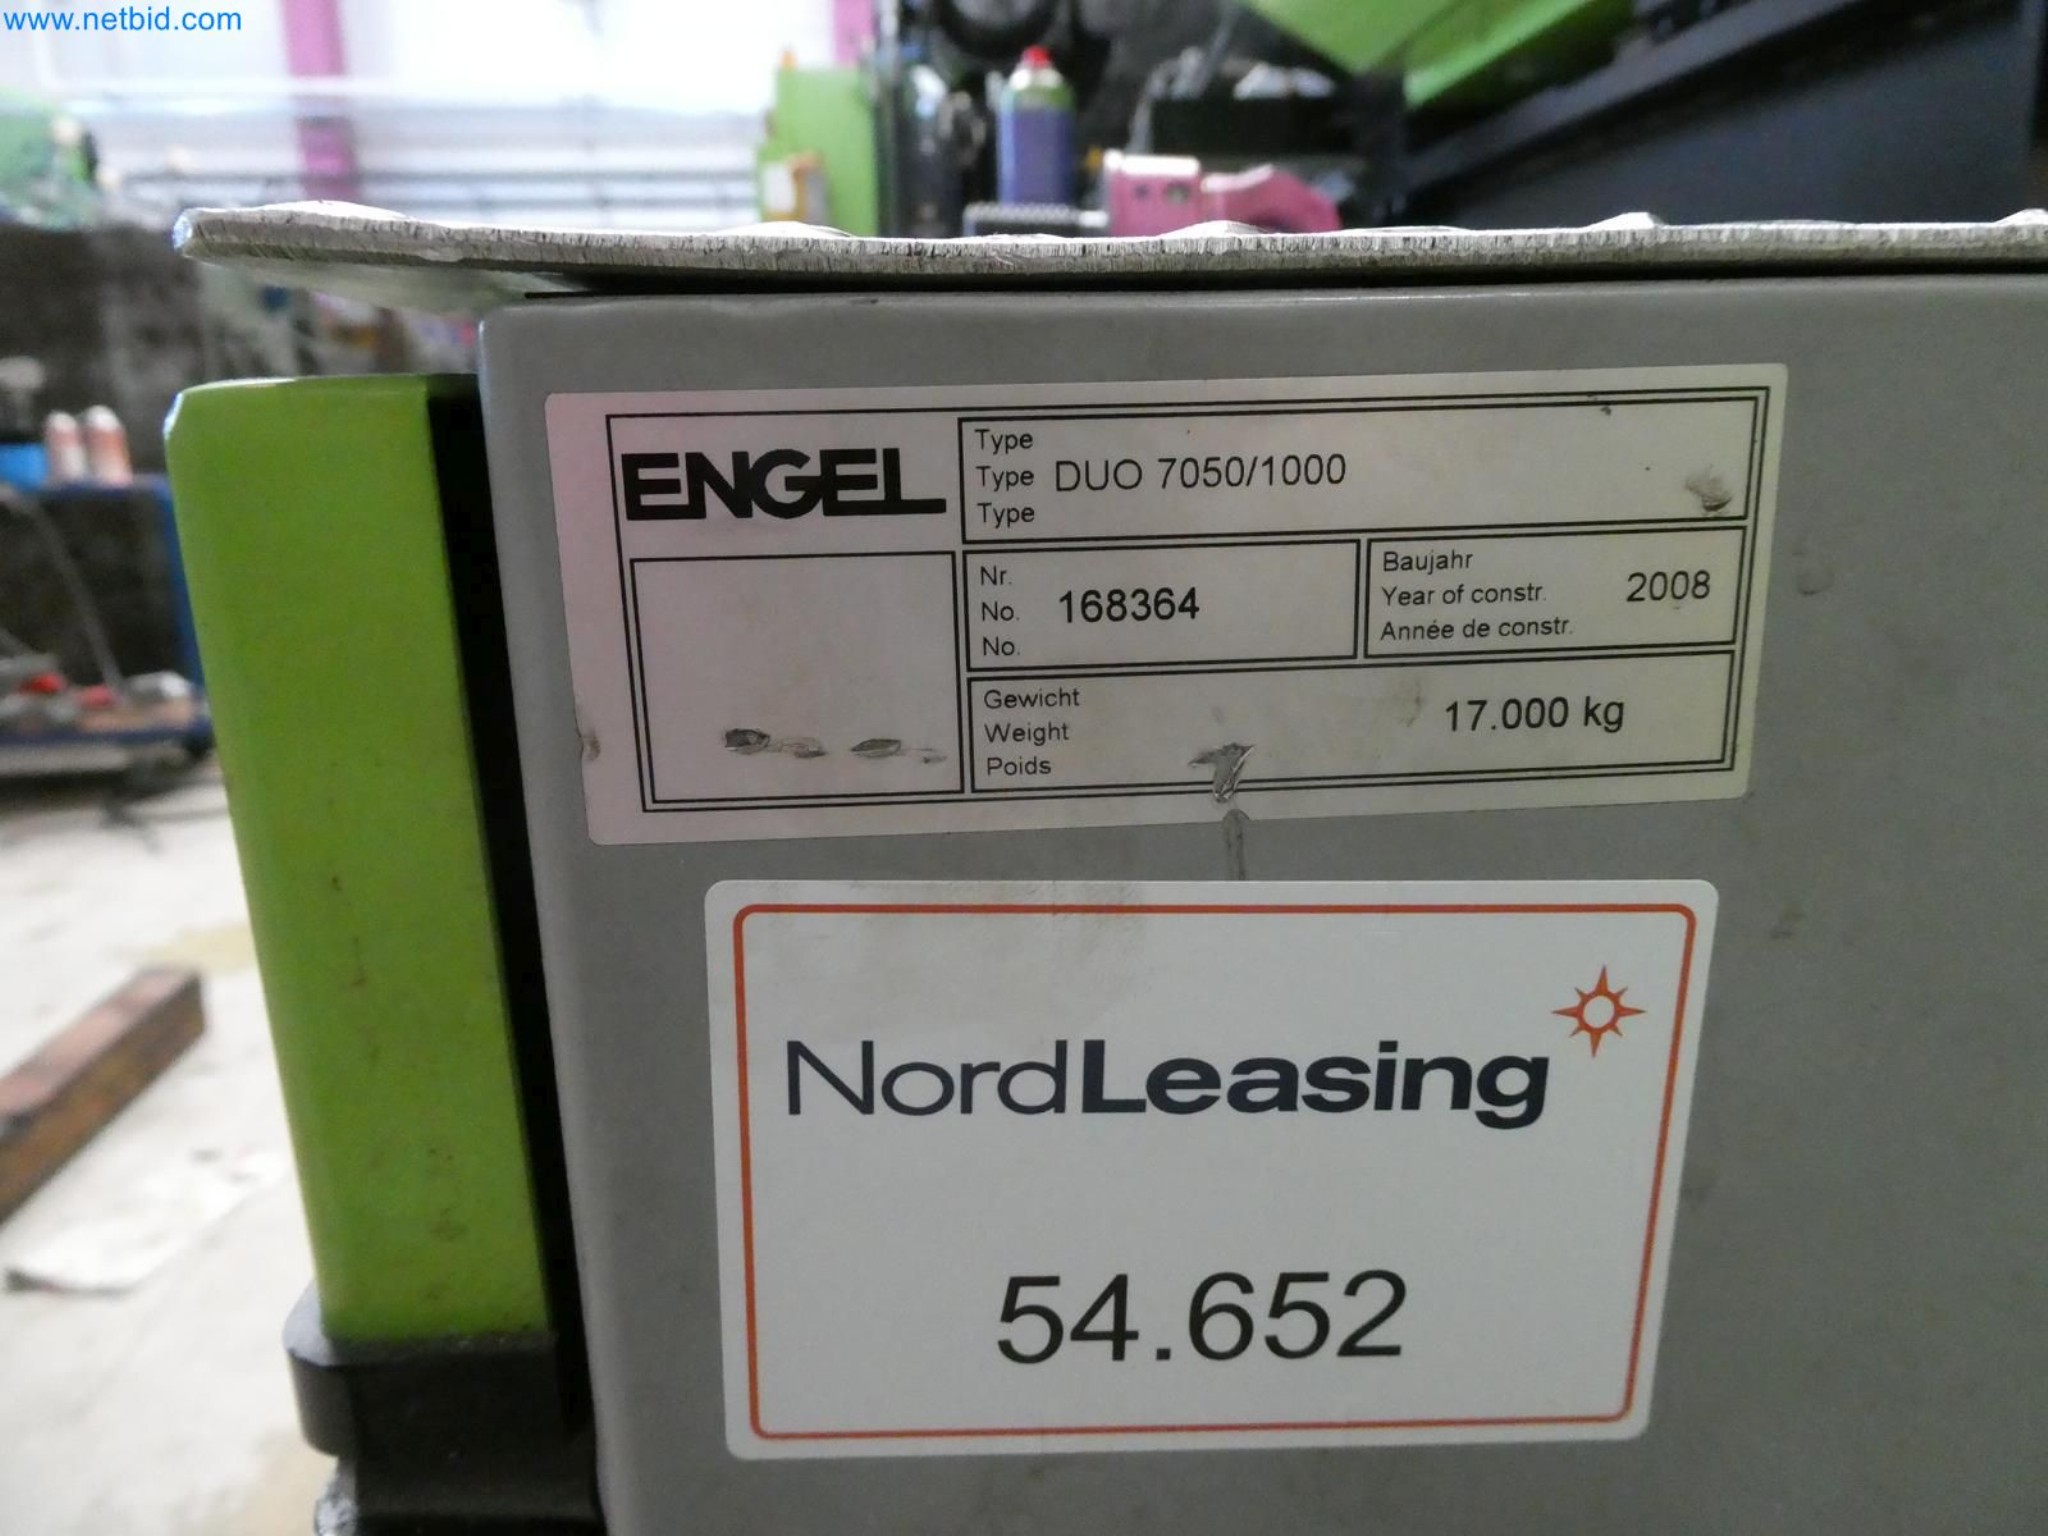 www.netbid.com
ENGEL
Type
Type DUO 7050/1000
Type
Nr.
No. 168364
No.
Baujahr
Year of constr. 2008
Année de constr.
Gewicht
Weight 17.000 kg
Poids
NordLeasing
54.652